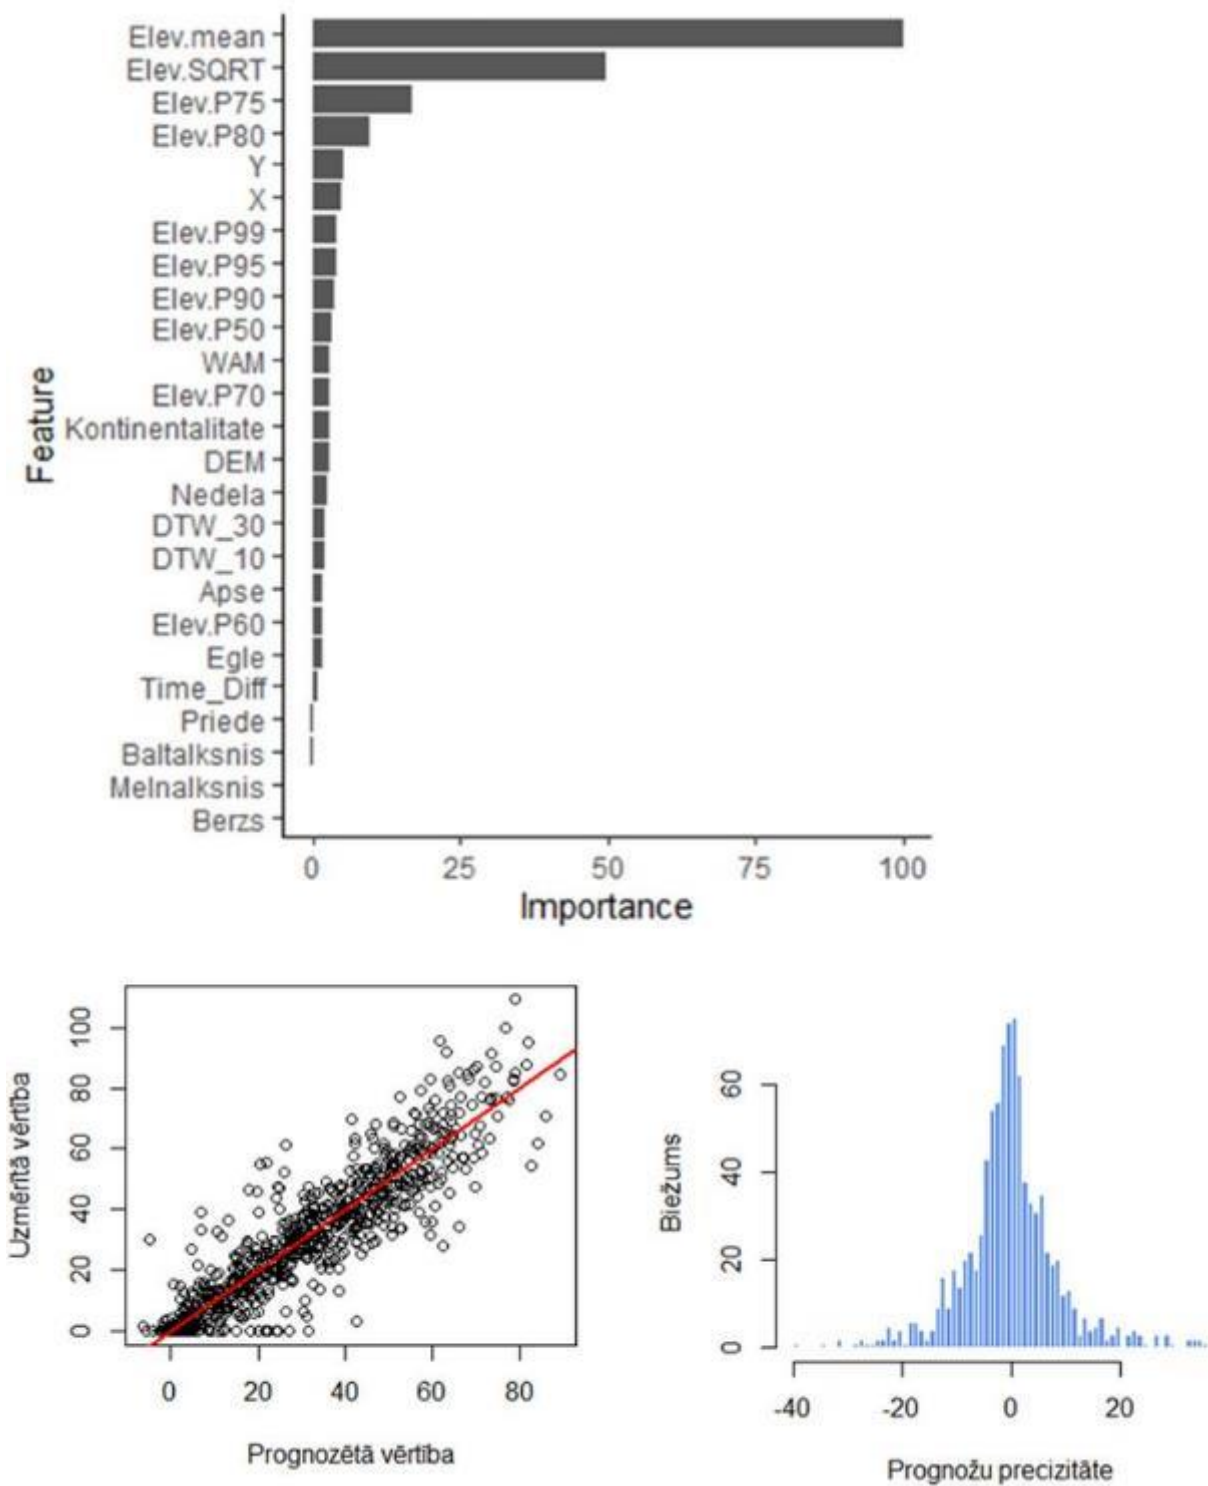 Elev.mean
Elev.SQRT
Elev.P75
Elev.P80
Y
X
Elev.P99
Elev.P95
Elev.P90
Elev.P50
WAM
Elev.P70
Kontinentalitate
DEM
Nedela
DTW_30
DTW_10
Apse
Elev.P60
Egle
Time_Diff
Priede
Baltalksnis
Melnalksnis
Berzs
Feature
0 25 50 75 100
Importance
Uzmērītā vērtība
100
80
60
40
20
0
0 20 40 60 80
Prognozētā vērtība
Biežums
60
40
20
0
-40 -20 0 20
Prognožu precizitāte